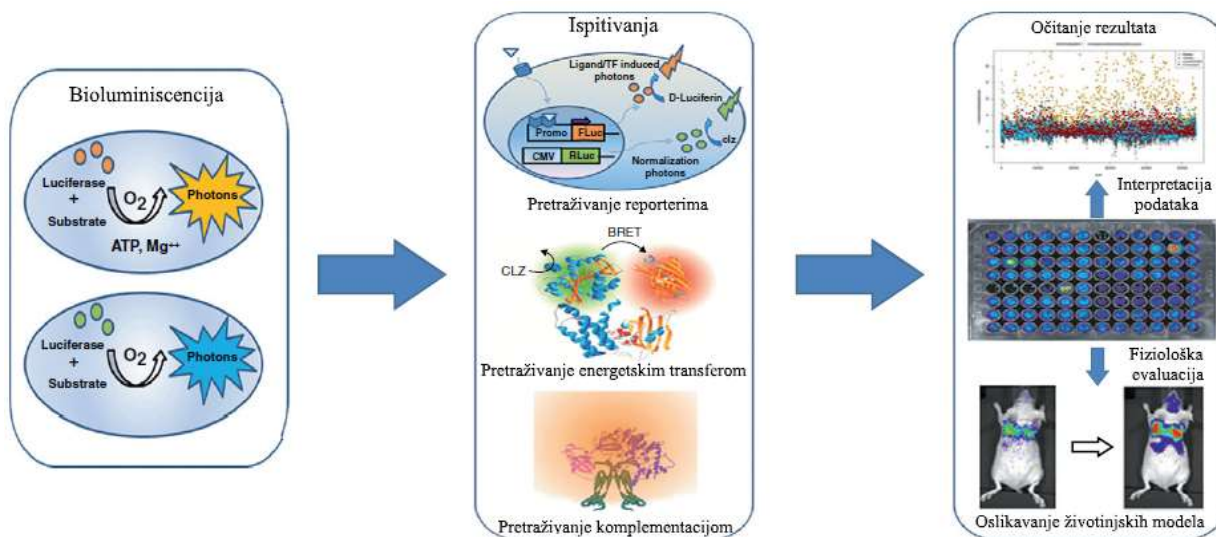 Bioluminiscencija
Luciferase
+
Substrate
O2
Photons
ATP, Mg++
Luciferase
+
Substrate
O2
Photons
Ispitivanja
Ligand/TF induced
photons
D-Luciferin
Promo FLuc
CMV RLuc
clz
Normalization
photons
Pretraživanje reporterima
BRET
CLZ
Pretraživanje energetskim transferom
Pretraživanje komplementacijom
Očitanje rezultata
Interpretacija
podataka
Fiziološka
evaluacija
Oslikavanje životinjskih modela